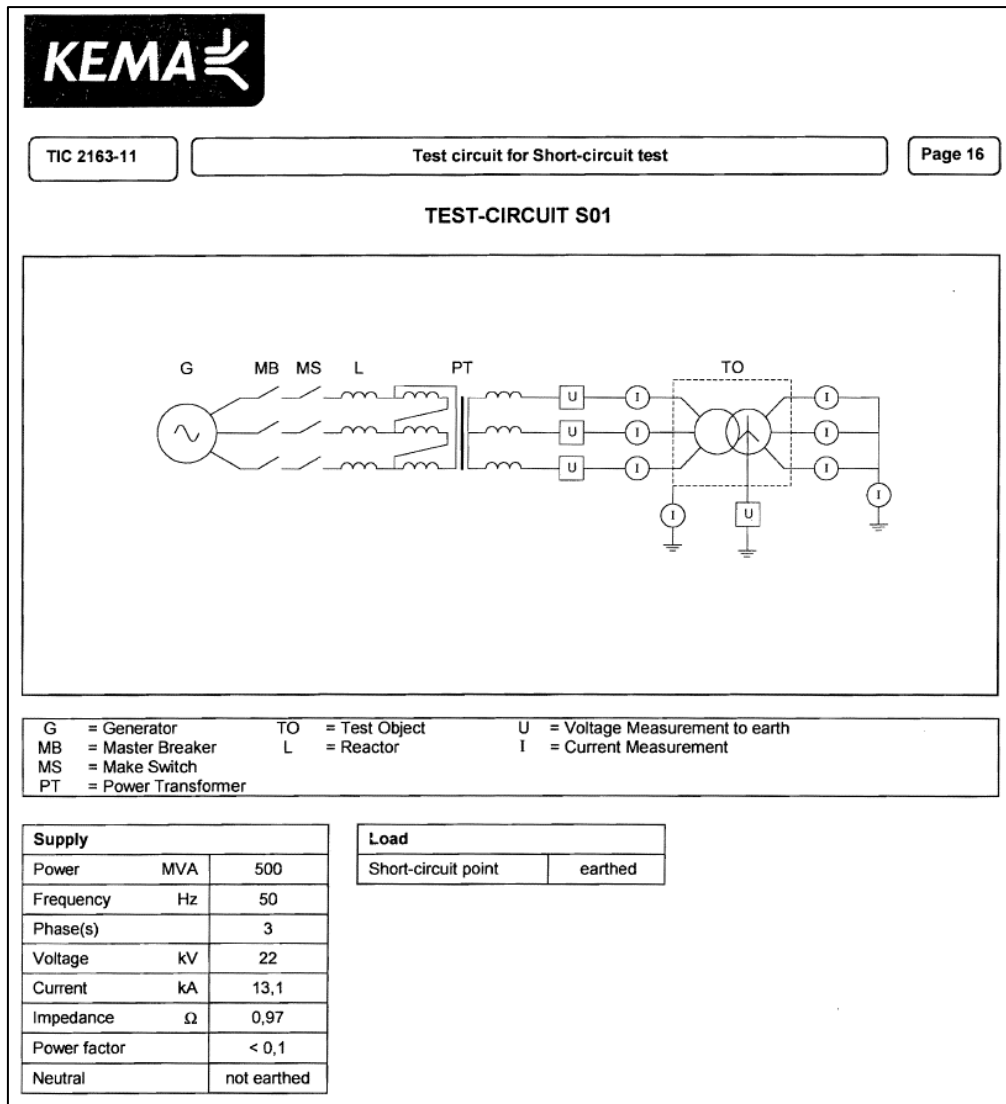 KEMA
TIC 2163-11
Test circuit for Short-circuit test
Page 16
TEST-CIRCUIT S01
G MB MS L PT TO
U I I
U I I
U I I
I U I
G = Generator TO = Test Object U = Voltage Measurement to earth
MB = Master Breaker L = Reactor I = Current Measurement
MS = Make Switch
PT = Power Transformer
Supply
Power MVA 500
Frequency Hz 50
Phase(s) 3
Voltage kV 22
Current kA 13,1
Impedance Ω 0,97
Power factor < 0,1
Neutral not earthed
Load
Short-circuit point earthed